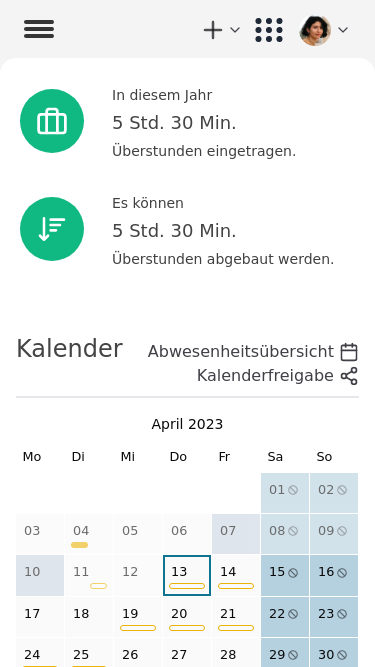 In diesem Jahr
5 Std. 30 Min.
Überstunden eingetragen.
Es können
5 Std. 30 Min.
Überstunden abgebaut werden.
Kalender
Abwesenheitsübersicht
Kalenderfreigabe
April 2023
Mo Di Mi Do Fr Sa So
01 02
03 04 05 06 07 08 09
10 11 12 13 14 15 16
17 18 19 20 21 22 23
24 25 26 27 28 29 30